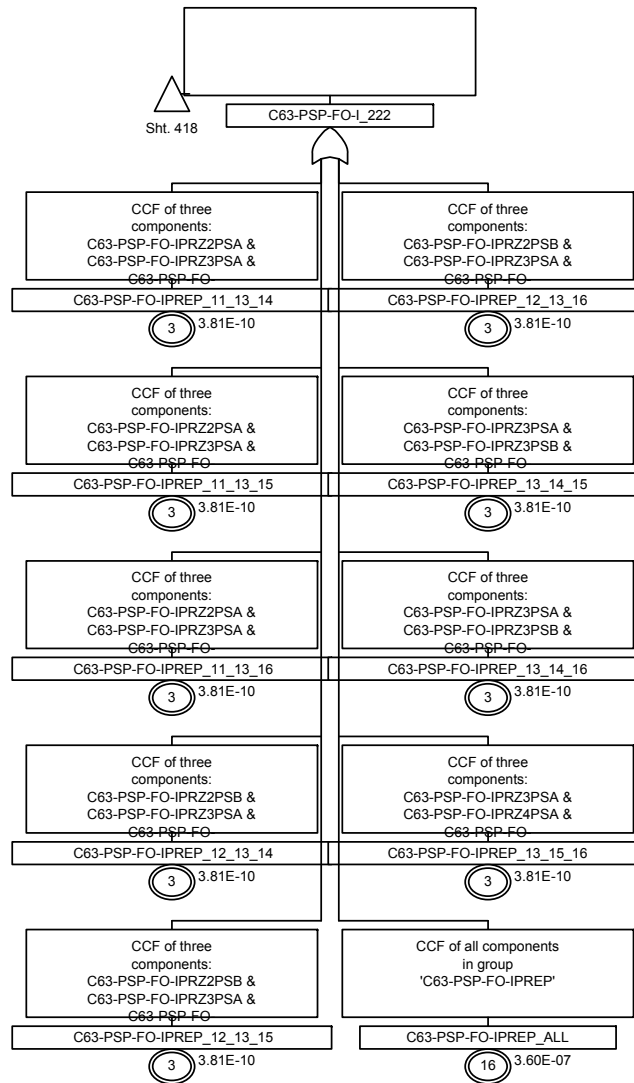 C63-PSP-FO-I_222
Sht. 418
CCF of three
components:
C63-PSP-FO-IPRZ2PSA &
C63-PSP-FO-IPRZ3PSA &
C63-PSP-FO-
C63-PSP-FO-IPREP_11_13_14
3
3.81E-10
CCF of three
components:
C63-PSP-FO-IPRZ2PSB &
C63-PSP-FO-IPRZ3PSA &
C63-PSP-FO-
C63-PSP-FO-IPREP_12_13_16
3
3.81E-10
CCF of three
components:
C63-PSP-FO-IPRZ2PSA &
C63-PSP-FO-IPRZ3PSA &
C63-PSP-FO-
C63-PSP-FO-IPREP_11_13_15
3
3.81E-10
CCF of three
components:
C63-PSP-FO-IPRZ3PSA &
C63-PSP-FO-IPRZ3PSB &
C63-PSP-FO-
C63-PSP-FO-IPREP_13_14_15
3
3.81E-10
CCF of three
components:
C63-PSP-FO-IPRZ2PSA &
C63-PSP-FO-IPRZ3PSA &
C63-PSP-FO-
C63-PSP-FO-IPREP_11_13_16
3
3.81E-10
CCF of three
components:
C63-PSP-FO-IPRZ3PSA &
C63-PSP-FO-IPRZ3PSB &
C63-PSP-FO-
C63-PSP-FO-IPREP_13_14_16
3
3.81E-10
CCF of three
components:
C63-PSP-FO-IPRZ2PSB &
C63-PSP-FO-IPRZ3PSA &
C63-PSP-FO-
C63-PSP-FO-IPREP_12_13_14
3
3.81E-10
CCF of three
components:
C63-PSP-FO-IPRZ3PSA &
C63-PSP-FO-IPRZ4PSA &
C63-PSP-FO-
C63-PSP-FO-IPREP_13_15_16
3
3.81E-10
CCF of three
components:
C63-PSP-FO-IPRZ2PSB &
C63-PSP-FO-IPRZ3PSA &
C63-PSP-FO-
C63-PSP-FO-IPREP_12_13_15
3
3.81E-10
CCF of all components
in group
'C63-PSP-FO-IPREP'
C63-PSP-FO-IPREP_ALL
16
3.60E-07